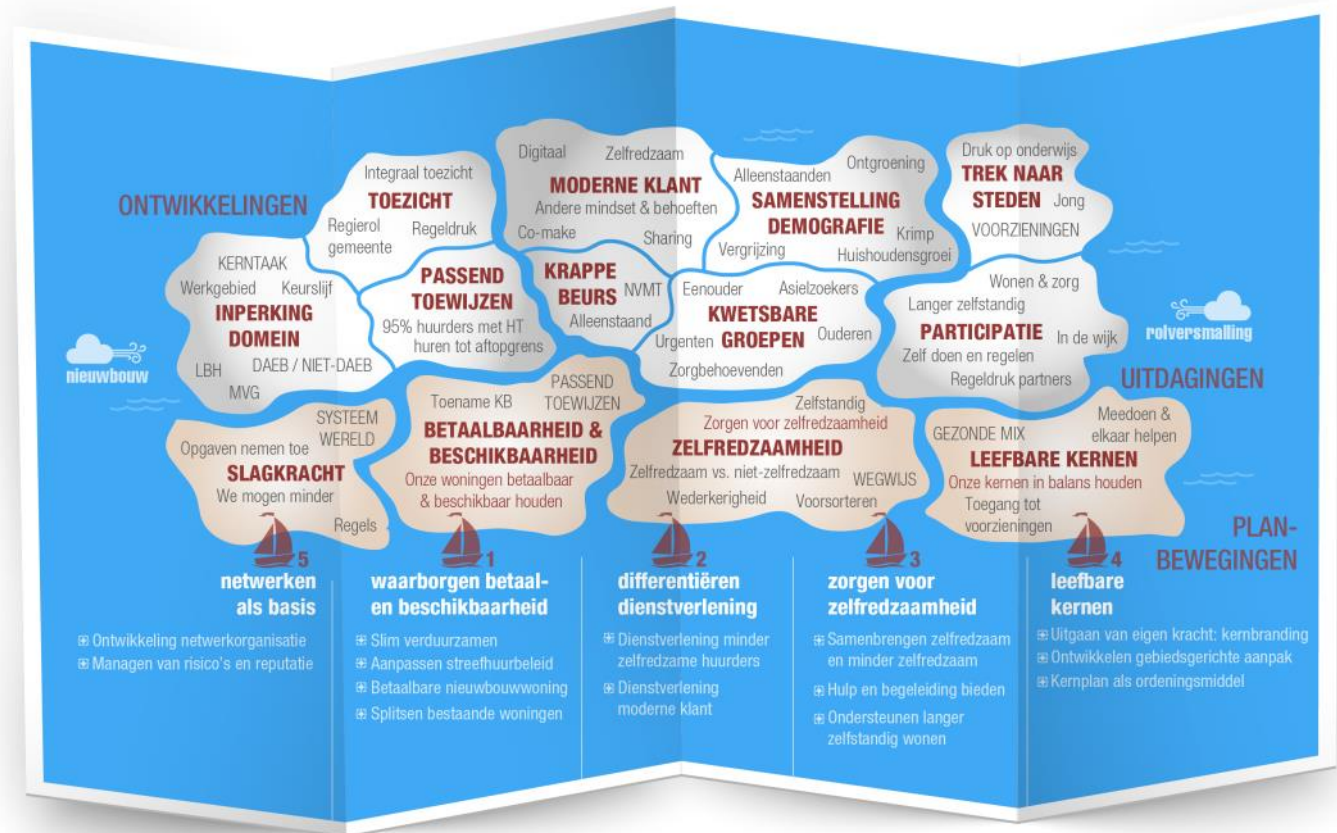 ONTWIKKELINGEN
Integraal toezicht
TOEZICHT
Regierol
gemeente
Regeldruk
Digitaal
Zelfredzaam
MODERNE KLANT
Andere mindset & behoeften
Co-make
Sharing
Alleenstaanden
Ontgroening
SAMENSTELLING
DEMOGRAFIE
Vergrijzing
Krimp
Huishoudensgroei
Druk op onderwijs
TREK NAAR
STEDEN
Jong
VOORZIENINGEN
nieuwbouw
KERNTAAK
Werkgebied
Keurslijf
INPERKING
DOMEIN
LBH
DAEB / NIET-DAEB
MVG
PASSEND
TOEWIJZEN
95% huurders met HT
huren tot aftopgrens
KRAPPE
BEURS
NVMT
Alleenstaand
Eenouder
Asielzoekers
KWETSBARE
GROEPEN
Urgenten
Ouderen
Zorgbehoevenden
Wonen & zorg
Langer zelfstandig
PARTICIPATIE
In de wijk
Zelf doen en regelen
Regeldruk partners
rolversmalling
UITDAGINGEN
SYSTEEM
WERELD
Opgaven nemen toe
SLAGKRACHT
We mogen minder
Regels
Toename KB
PASSEND
TOEWIJZEN
BETAALBAARHEID &
BESCHIKBAARHEID
Onze woningen betaalbaar
& beschikbaar houden
Zelfstandig
Zorgen voor zelfredzaamheid
ZELFREDZAAMHEID
Zelfredzaam vs. niet-zelfredzaam
WEGWIJS
Wederkerigheid
Voorsorteren
GEZONDE MIX
Meedoen &
elkaar helpen
LEEFBARE KERNEN
Onze kernen in balans houden
Toegang tot
voorzieningen
PLAN-
BEWEGINGEN
5
netwerken
als basis
Ontwikkeling netwerkorganisatie
Managen van risico's en reputatie
1
waarborgen betaal-
en beschikbaarheid
Slim verduurzamen
Aanpassen streefhuurbeleid
Betaalbare nieuwbouwwoning
Splitsen bestaande woningen
2
differentiëren
dienstverlening
Dienstverlening minder
zelfredzame huurders
Dienstverlening
moderne klant
3
zorgen voor
zelfredzaamheid
Samenbrengen zelfredzaam
en minder zelfredzaam
Hulp en begeleiding bieden
Ondersteunen langer
zelfstandig wonen
4
leefbare
kernen
Uitgaan van eigen kracht: kernbranding
Ontwikkelen gebiedsgerichte aanpak
Kernplan als ordeningsmiddel